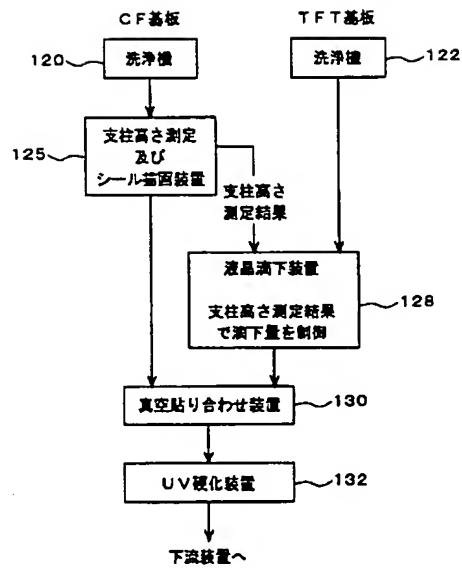 CF基板
TFT基板
120
洗浄機
洗浄機
122
125
支柱高さ測定
及び
シール描画装置
支柱高さ
測定結果
液晶滴下装置
支柱高さ測定結果
で滴下量を制御
128
真空貼り合わせ装置
130
UV硬化装置
132
下流装置へ